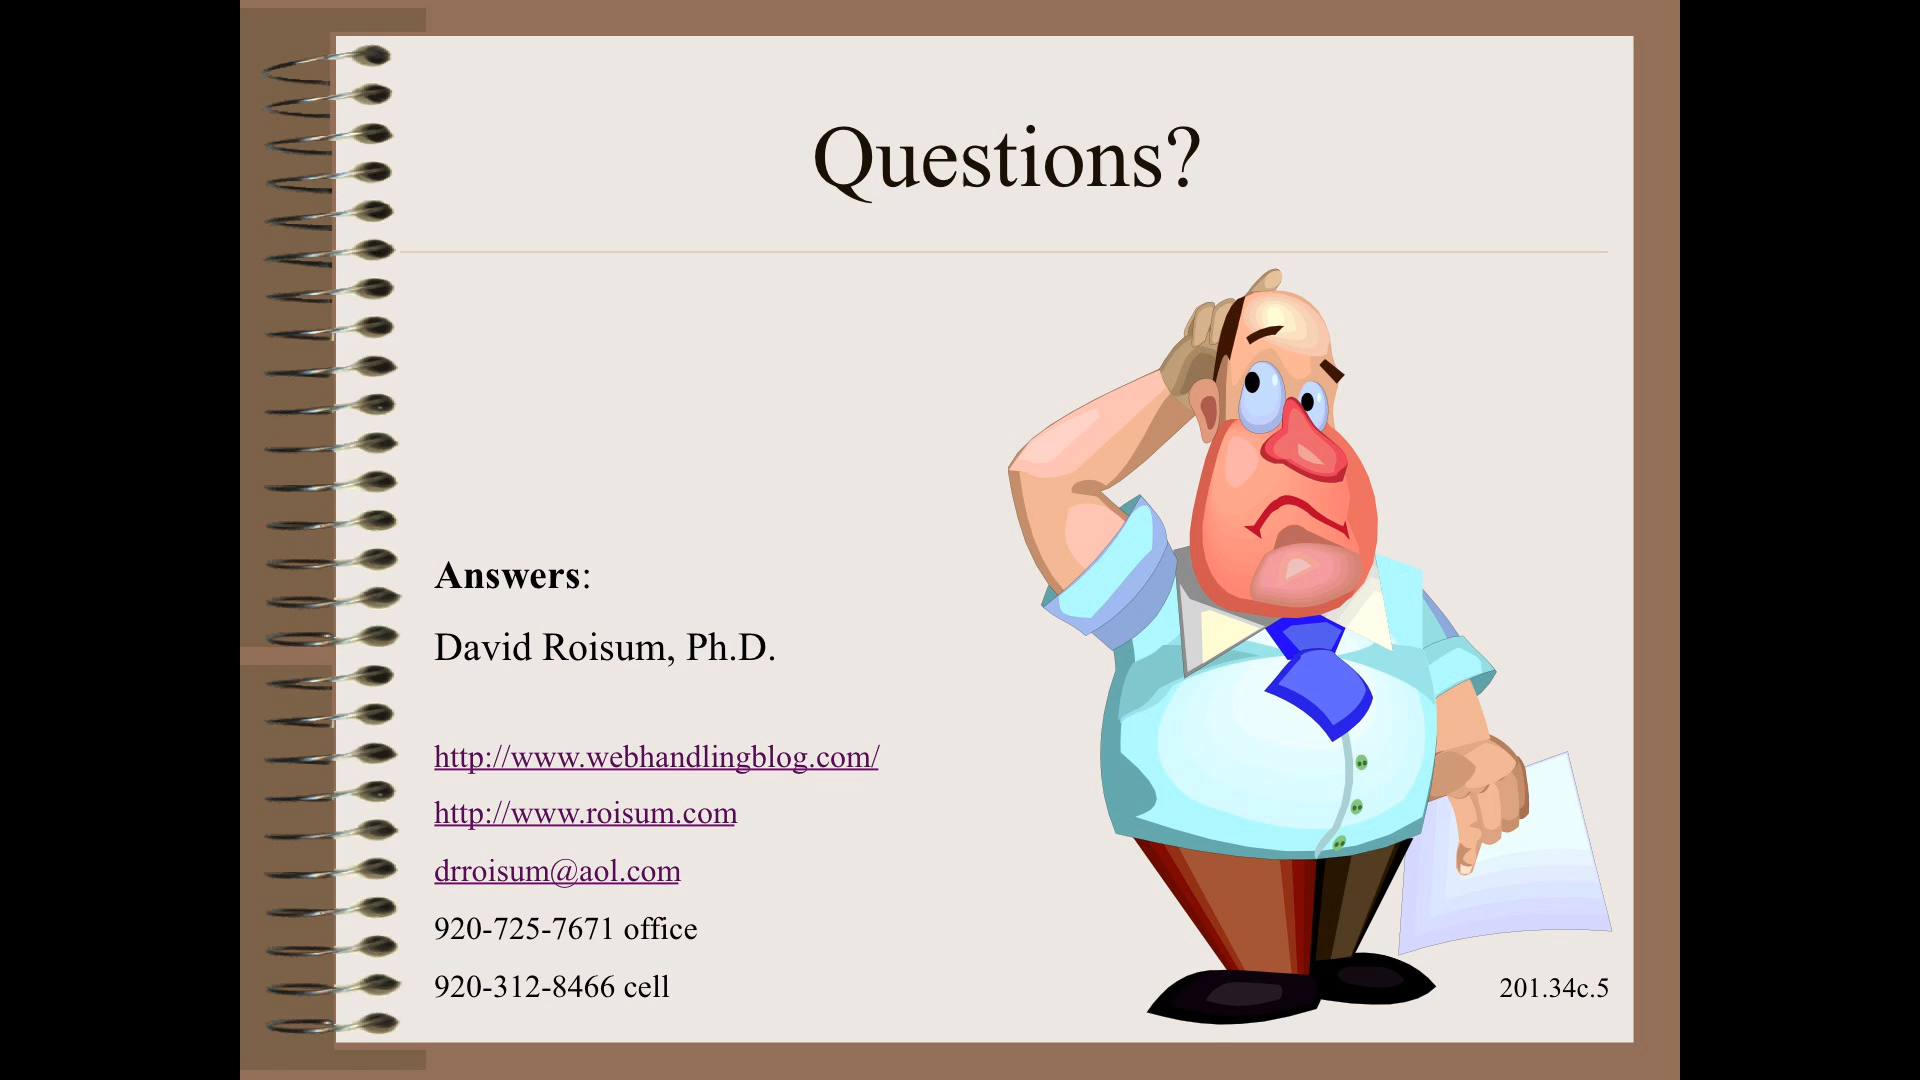 Questions?
Answers:
David Roisum, Ph.D.
http://www.webhandlingblog.com/
http://www.roisum.com
drroisum@aol.com
920-725-7671 office
920-312-8466 cell
201.34c.5